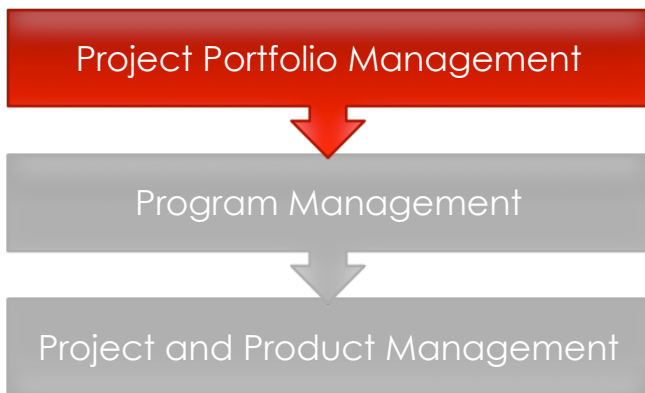 Project Portfolio Management
Program Management
Project and Product Management